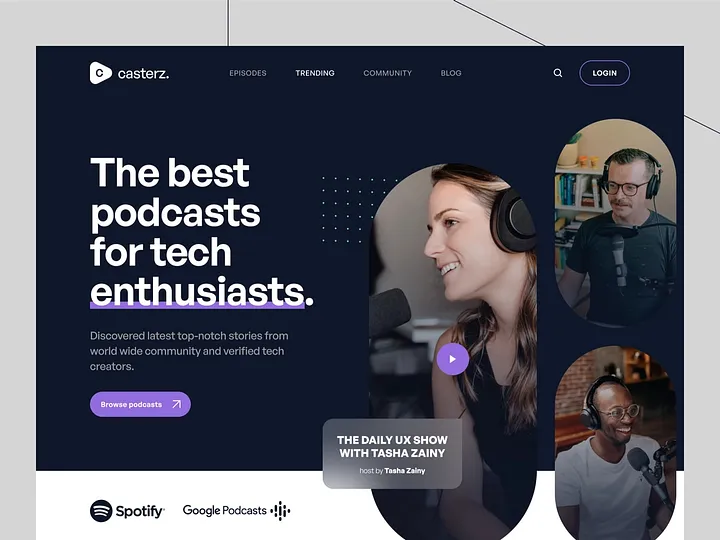 C casterz.
EPISODES
TRENDING
COMMUNITY
BLOG
LOGIN
The best
podcasts
for tech
enthusiasts.
Discovered latest top-notch stories from
world wide community and verified tech
creators.
Browse podcasts
THE DAILY UX SHOW
WITH TASHA ZAINY
host by Tasha Zainy
Spotify
Google Podcasts